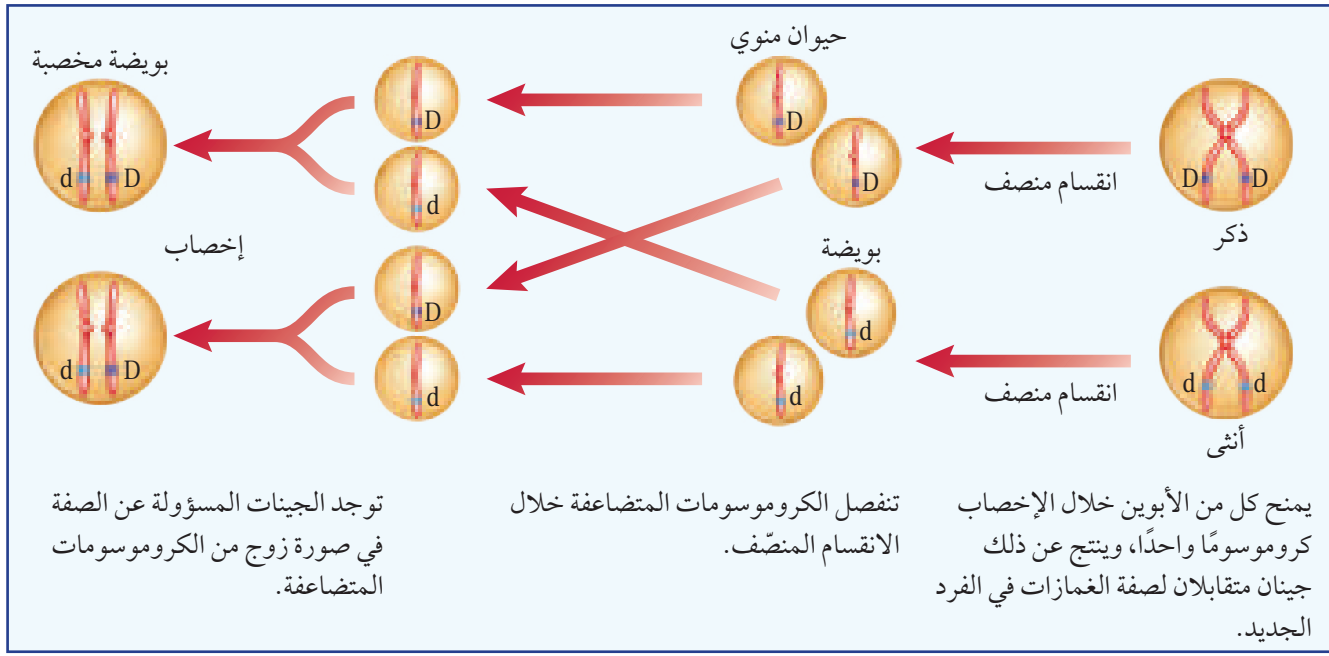 حيوان منوي
بويضة مخصبة
D
D
D
D
D
d
D
d
ذكر
انقسام منصف
إخصاب
بويضة
D
d
d
d
d
D
d
d
انقسام منصف
أنثى
يمنح كل من الأبوين خلال الإخصاب
كروموسومًا واحدًا، وينتج عن ذلك
جينان متقابلان لصفة الغمازات في الفرد
الجديد.
تنفصل الكروموسومات المتضاعفة خلال
الانقسام المنصّف.
توجد الجينات المسؤولة عن الصفة
في صورة زوج من الكروموسومات
المتضاعفة.